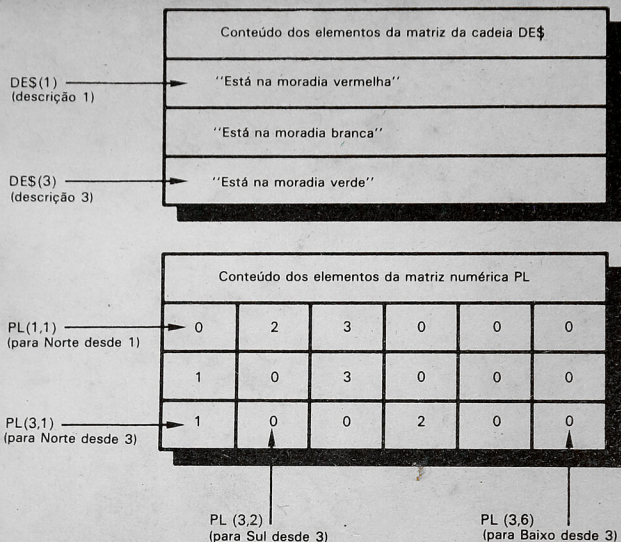 Conteúdo dos elementos da matriz da cadeia DE$
DE$(1)
(descrição 1)
''Está na moradia vermelha''
''Está na moradia branca''
DE$(3)
(descrição 3)
''Está na moradia verde''
Conteúdo dos elementos da matriz numérica PL
PL(1,1)
(para Norte desde 1)
0 2 3 0 0 0
1 0 3 0 0 0
PL(3,1)
(para Norte desde 3)
1 0 0 2 0 0
PL (3,2)
(para Sul desde 3)
PL (3,6)
(para Baixo desde 3)